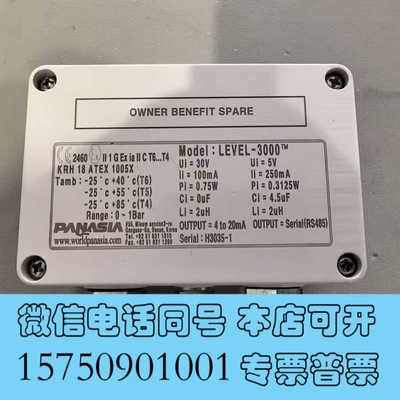 OWNER BENEFIT SPARE
CE 2460 Ex II 1 G Ex ia II C T6...T4
KRH 18 ATEX 1005X
Tamb : -25˚c +40˚c(T6)
-25˚c +55˚c(T5)
-25˚c +85˚c(T4)
Range : 0 ~ 1Bar
PANASIA
www.worldpanasia.com
Model : LEVEL-3000™
Ui = 30V
Ui = 5V
Ii = 100mA
Ii = 250mA
Pi = 0.75W
Pi = 0.3125W
Ci = 0uF
Ci = 4.5uF
Li = 2uH
Li = 2uH
OUTPUT = 4 to 20mA
OUTPUT = Serial(RS485)
Serial : H3035-1
微信电话同号 本店可开
15750901001 专票普票